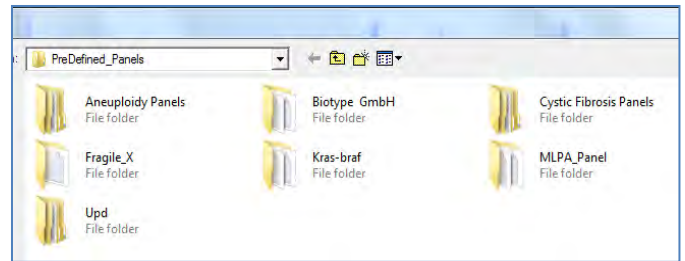 : PreDefined_Panels
Aneuploidy Panels
File folder
Biotype GmbH
File folder
Cystic Fibrosis Panels
File folder
Fragile_X
File folder
Kras-braf
File folder
MLPA_Panel
File folder
Upd
File folder